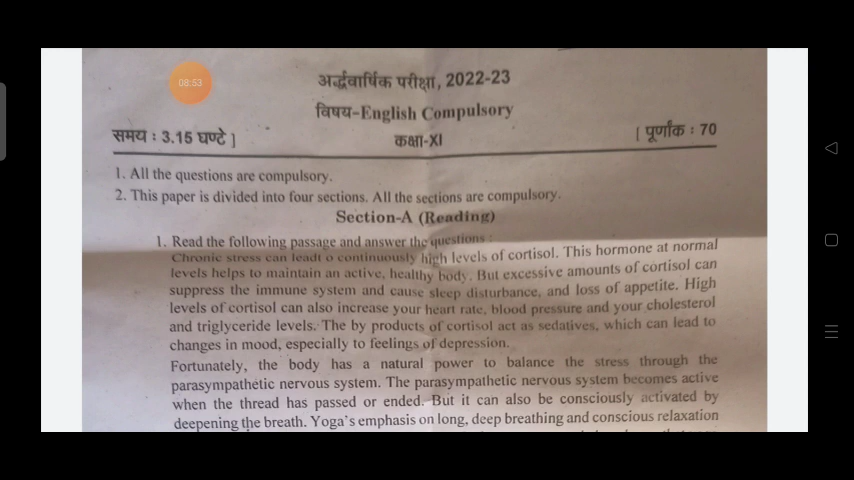 08:53
अर्द्धवार्षिक परीक्षा, 2022-23
विषय-English Compulsory
समय : 3.15 घण्टे ]
कक्षा-XI
[ पूर्णांक : 70
1. All the questions are compulsory.
2. This paper is divided into four sections. All the sections are compulsory.
Section-A (Reading)
1. Read the following passage and answer the questions :
Chronic stress can leadt o continuously high levels of cortisol. This hormone at normal
levels helps to maintain an active, healthy body. But excessive amounts of cortisol can
suppress the immune system and cause sleep disturbance, and loss of appetite. High
levels of cortisol can also increase your heart rate, blood pressure and your cholesterol
and triglyceride levels. The by products of cortisol act as sedatives, which can lead to
changes in mood, especially to feelings of depression.
Fortunately, the body has a natural power to balance the stress through the
parasympathetic nervous system. The parasympathetic nervous system becomes active
when the thread has passed or ended. But it can also be consciously activated by
deepening the breath. Yoga's emphasis on long, deep breathing and conscious relaxation